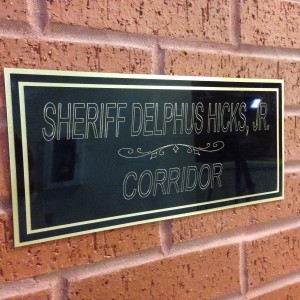 SHERIFF DELPHUS HICKS, JR.
CORRIDOR